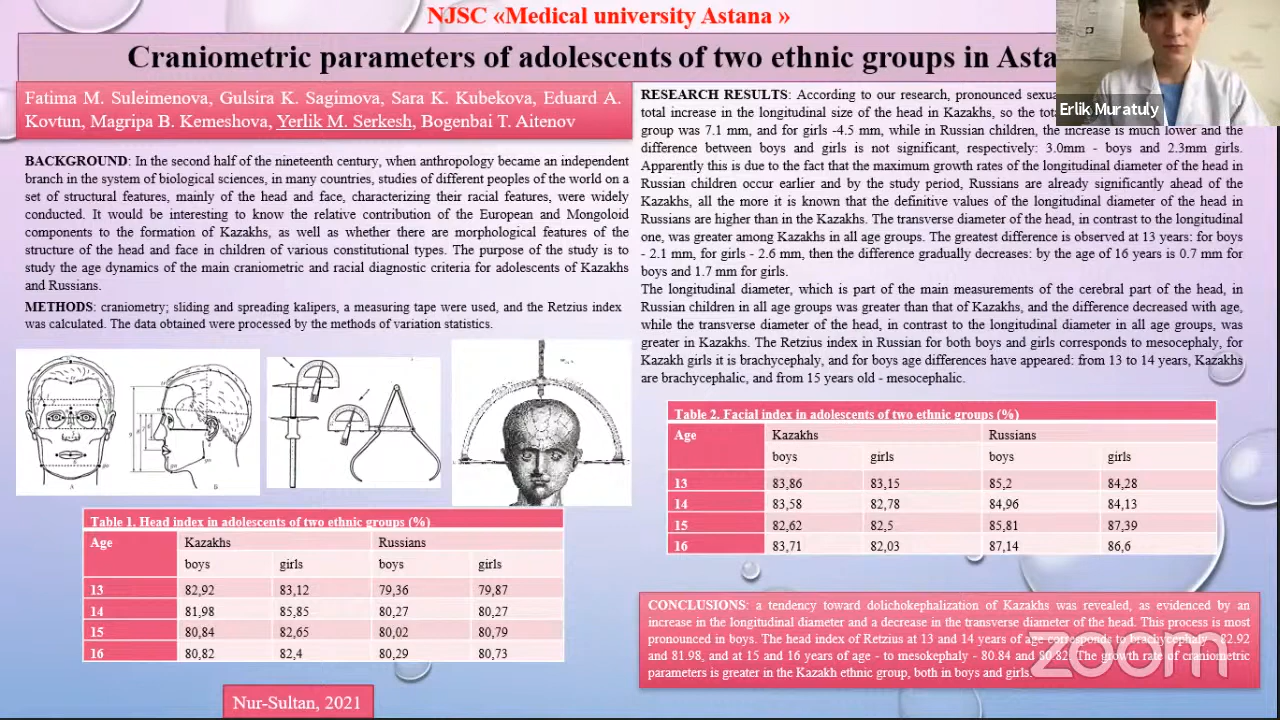 NJSC «Medical university Astana »
Craniometric parameters of adolescents of two ethnic groups in Asta
Erlik Muratuly
Fatima M. Suleimenova, Gulsira K. Sagimova, Sara K. Kubekova, Eduard A.
Kovtun, Magripa B. Kemeshova, Yerlik M. Serkesh, Bogenbai T. Aitenov
BACKGROUND: In the second half of the nineteenth century, when anthropology became an independent
branch in the system of biological sciences, in many countries, studies of different peoples of the world on a
set of structural features, mainly of the head and face, characterizing their racial features, were widely
conducted. It would be interesting to know the relative contribution of the European and Mongoloid
components to the formation of Kazakhs, as well as whether there are morphological features of the
structure of the head and face in children of various constitutional types. The purpose of the study is to
study the age dynamics of the main craniometric and racial diagnostic criteria for adolescents of Kazakhs
and Russians.
METHODS: craniometry; sliding and spreading kalipers, a measuring tape were used, and the Retzius index
was calculated. The data obtained were processed by the methods of variation statistics.
A
B
Table 1. Head index in adolescents of two ethnic groups (%)
Age Kazakhs Russians
boys girls boys girls
13 82,92 83,12 79,36 79,87
14 81,98 85,85 80,27 80,27
15 80,84 82,65 80,02 80,79
16 80,82 82,4 80,29 80,73
Nur-Sultan, 2021
RESEARCH RESULTS: According to our research, pronounced sexua
total increase in the longitudinal size of the head in Kazakhs, so the tot
group was 7.1 mm, and for girls -4.5 mm, while in Russian children, the increase is much lower and the
difference between boys and girls is not significant, respectively: 3.0mm - boys and 2.3mm girls.
Apparently this is due to the fact that the maximum growth rates of the longitudinal diameter of the head in
Russian children occur earlier and by the study period, Russians are already significantly ahead of the
Kazakhs, all the more it is known that the definitive values of the longitudinal diameter of the head in
Russians are higher than in the Kazakhs. The transverse diameter of the head, in contrast to the longitudinal
one, was greater among Kazakhs in all age groups. The greatest difference is observed at 13 years: for boys
- 2.1 mm, for girls - 2.6 mm, then the difference gradually decreases: by the age of 16 years is 0.7 mm for
boys and 1.7 mm for girls.
The longitudinal diameter, which is part of the main measurements of the cerebral part of the head, in
Russian children in all age groups was greater than that of Kazakhs, and the difference decreased with age,
while the transverse diameter of the head, in contrast to the longitudinal diameter in all age groups, was
greater in Kazakhs. The Retzius index in Russian for both boys and girls corresponds to mesocephaly, for
Kazakh girls it is brachycephaly, and for boys age differences have appeared: from 13 to 14 years, Kazakhs
are brachycephalic, and from 15 years old - mesocephalic.
Table 2. Facial index in adolescents of two ethnic groups (%)
Age Kazakhs Russians
boys girls boys girls
13 83,86 83,15 85,2 84,28
14 83,58 82,78 84,96 84,13
15 82,62 82,5 85,81 87,39
16 83,71 82,03 87,14 86,6
CONCLUSIONS: a tendency toward dolichokephalization of Kazakhs was revealed, as evidenced by an
increase in the longitudinal diameter and a decrease in the transverse diameter of the head. This process is most
pronounced in boys. The head index of Retzius at 13 and 14 years of age corresponds to brachycephaly - 82.92
and 81.98, and at 15 and 16 years of age - to mesokephaly - 80.84 and 80.82. The growth rate of craniometric
parameters is greater in the Kazakh ethnic group, both in boys and girls.
zoom